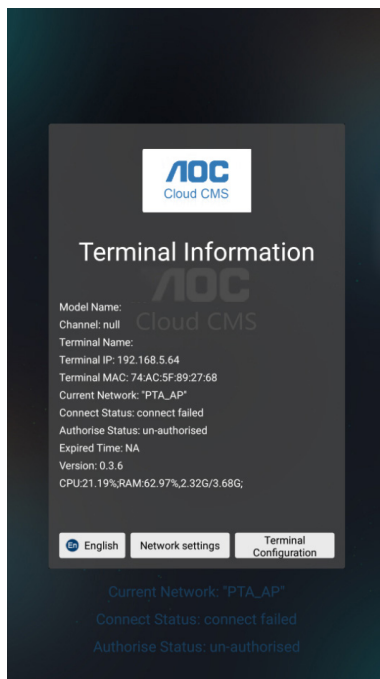 AOC
Cloud CMS
Terminal Information
AOC
Model Name:
Channel: null
Cloud CMS
Terminal Name:
Terminal IP: 192.168.5.64
Terminal MAC: 74:AC:5F:89:27:68
Current Network: "PTA_AP"
Connect Status: connect failed
Authorise Status: un-authorised
Expired Time: NA
Version: 0.3.6
CPU:21.19%;RAM:62.97%,2.32G/3.68G;
En English
Network settings
Terminal
Configuration
Current Network: "PTA_AP"
Connect Status: connect failed
Authorise Status: un-authorised